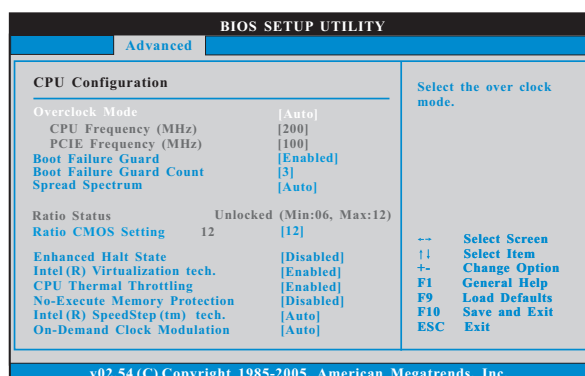 BIOS SETUP UTILITY
Advanced
CPU Configuration
Overclock Mode [Auto]
CPU Frequency (MHz) [200]
PCIE Frequency (MHz) [100]
Boot Failure Guard [Enabled]
Boot Failure Guard Count [3]
Spread Spectrum [Auto]
Ratio Status Unlocked (Min:06, Max:12)
Ratio CMOS Setting 12 [12]
Enhanced Halt State [Disabled]
Intel(R) Virtualization tech. [Enabled]
CPU Thermal Throttling [Enabled]
No-Execute Memory Protection [Disabled]
Intel(R) SpeedStep(tm) tech. [Auto]
On-Demand Clock Modulation [Auto]
Select the over clock
mode.
←→ Select Screen
↑↓ Select Item
+- Change Option
F1 General Help
F9 Load Defaults
F10 Save and Exit
ESC Exit
v02.54 (C) Copyright 1985-2005, American Megatrends, Inc.